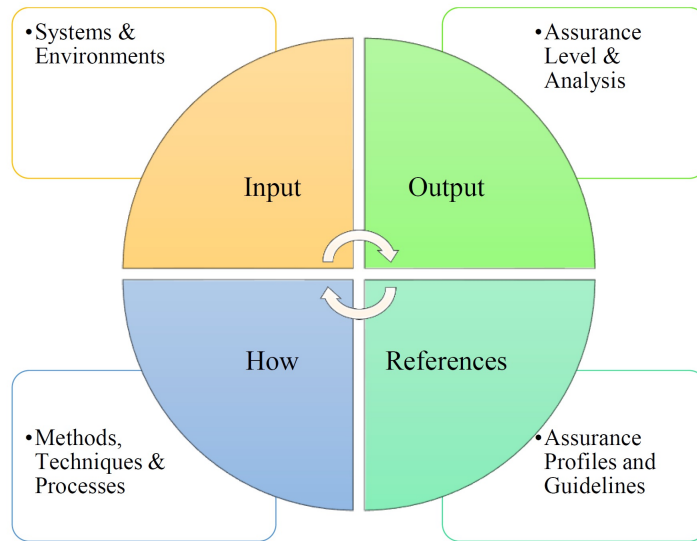 •Systems &
Environments
•Assurance
Level &
Analysis
Input
Output
How
References
•Methods,
Techniques &
Processes
•Assurance
Profiles and
Guidelines